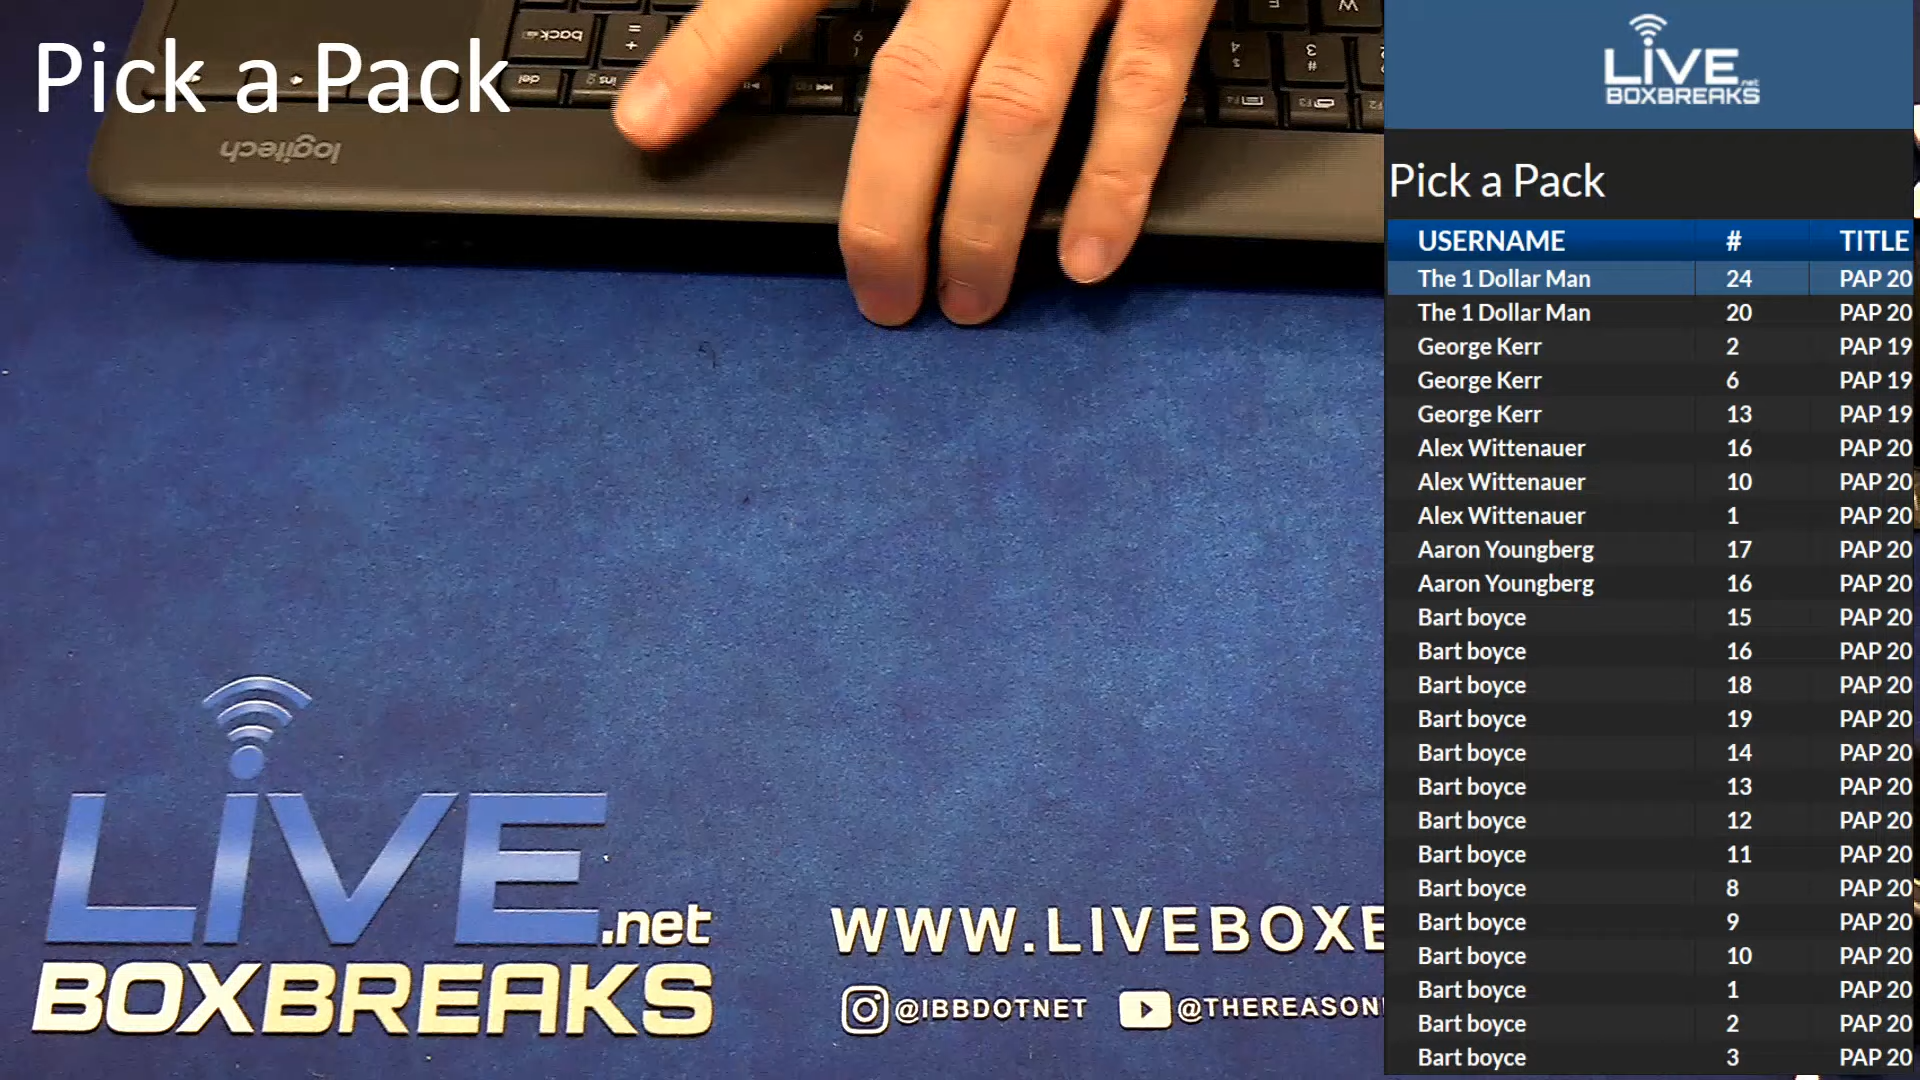 Pick a Pack
back
del
ins
logitech
LIVE.net
BOXBREAKS
Pick a Pack
USERNAME # TITLE
The 1 Dollar Man 24 PAP 20
The 1 Dollar Man 20 PAP 20
George Kerr 2 PAP 19
George Kerr 6 PAP 19
George Kerr 13 PAP 19
Alex Wittenauer 16 PAP 20
Alex Wittenauer 10 PAP 20
Alex Wittenauer 1 PAP 20
Aaron Youngberg 17 PAP 20
Aaron Youngberg 16 PAP 20
Bart boyce 15 PAP 20
Bart boyce 16 PAP 20
Bart boyce 18 PAP 20
Bart boyce 19 PAP 20
Bart boyce 14 PAP 20
Bart boyce 13 PAP 20
Bart boyce 12 PAP 20
Bart boyce 11 PAP 20
Bart boyce 8 PAP 20
Bart boyce 9 PAP 20
Bart boyce 10 PAP 20
Bart boyce 1 PAP 20
Bart boyce 2 PAP 20
Bart boyce 3 PAP 20
LIVE.net
BOXBREAKS
WWW.LIVEBOXB
@IBBDOTNET @THEREASON